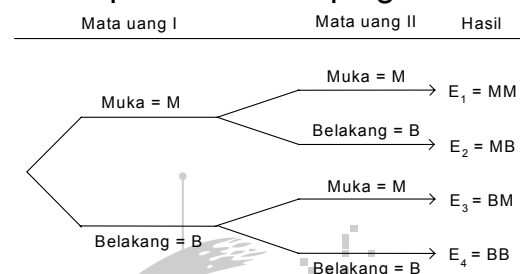 Mata uang I Mata uang II Hasil
Muka = M
E1 = MM
Muka = M
Belakang = B
E2 = MB
Muka = M
E3 = BM
Belakang = B
E4 = BB
Belakang = B